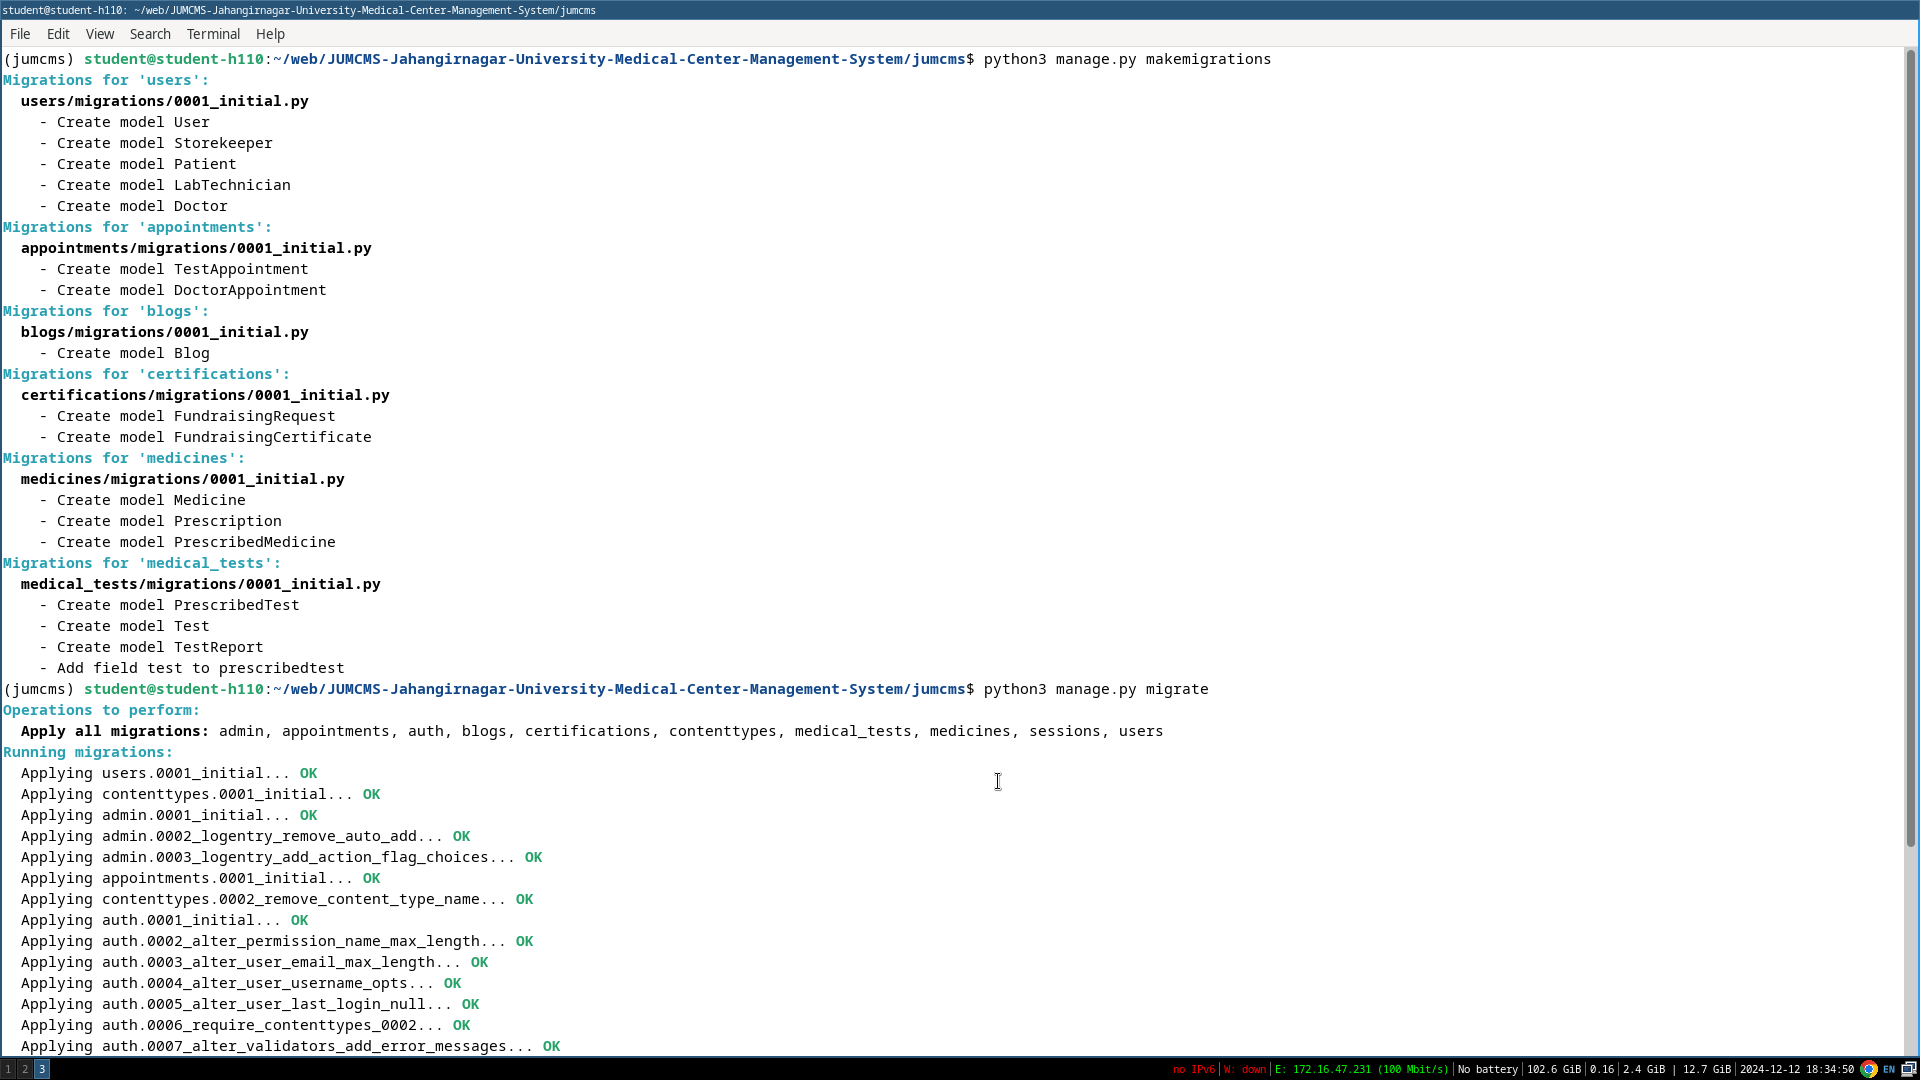 student@student-h110: ~/web/JUMCMS-Jahangirnagar-University-Medical-Center-Management-System/jumcms
File Edit View Search Terminal Help
(jumcms) student@student-h110:~/web/JUMCMS-Jahangirnagar-University-Medical-Center-Management-System/jumcms$ python3 manage.py makemigrations
Migrations for 'users':
  users/migrations/0001_initial.py
    - Create model User
    - Create model Storekeeper
    - Create model Patient
    - Create model LabTechnician
    - Create model Doctor
Migrations for 'appointments':
  appointments/migrations/0001_initial.py
    - Create model TestAppointment
    - Create model DoctorAppointment
Migrations for 'blogs':
  blogs/migrations/0001_initial.py
    - Create model Blog
Migrations for 'certifications':
  certifications/migrations/0001_initial.py
    - Create model FundraisingRequest
    - Create model FundraisingCertificate
Migrations for 'medicines':
  medicines/migrations/0001_initial.py
    - Create model Medicine
    - Create model Prescription
    - Create model PrescribedMedicine
Migrations for 'medical_tests':
  medical_tests/migrations/0001_initial.py
    - Create model PrescribedTest
    - Create model Test
    - Create model TestReport
    - Add field test to prescribedtest
(jumcms) student@student-h110:~/web/JUMCMS-Jahangirnagar-University-Medical-Center-Management-System/jumcms$ python3 manage.py migrate
Operations to perform:
  Apply all migrations: admin, appointments, auth, blogs, certifications, contenttypes, medical_tests, medicines, sessions, users
Running migrations:
  Applying users.0001_initial... OK
  Applying contenttypes.0001_initial... OK
  Applying admin.0001_initial... OK
  Applying admin.0002_logentry_remove_auto_add... OK
  Applying admin.0003_logentry_add_action_flag_choices... OK
  Applying appointments.0001_initial... OK
  Applying contenttypes.0002_remove_content_type_name... OK
  Applying auth.0001_initial... OK
  Applying auth.0002_alter_permission_name_max_length... OK
  Applying auth.0003_alter_user_email_max_length... OK
  Applying auth.0004_alter_user_username_opts... OK
  Applying auth.0005_alter_user_last_login_null... OK
  Applying auth.0006_require_contenttypes_0002... OK
  Applying auth.0007_alter_validators_add_error_messages... OK
1 2 3 no IPv6|W: down|E: 172.16.47.231 (100 Mbit/s)|No battery|102.6 GiB|0.16|2.4 GiB | 12.7 GiB|2024-12-12 18:34:50 EN